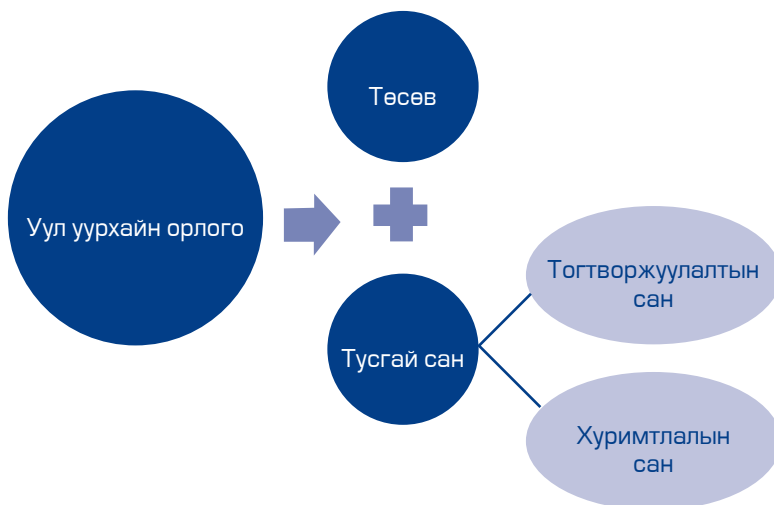 Төсөв
Уул уурхайн орлого
Тусгай сан
Тогтворжуулалтын
сан
Хуримтлалын
сан